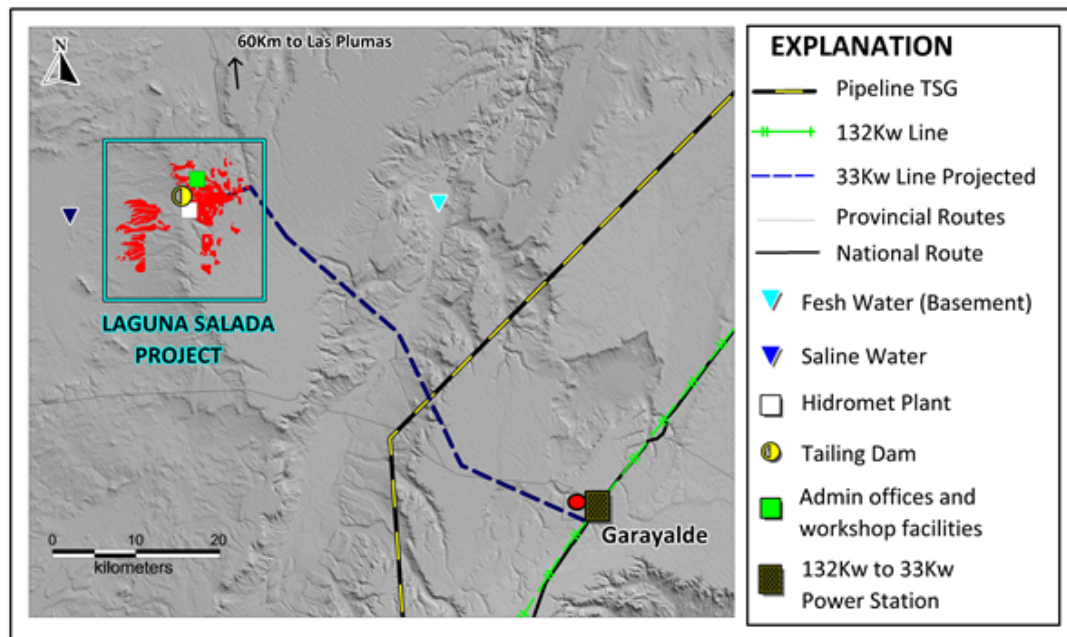 N
60Km to Las Plumas
LAGUNA SALADA
PROJECT
Garayalde
0 10 20
kilometers
EXPLANATION
Pipeline TSG
132Kw Line
33Kw Line Projected
Provincial Routes
National Route
Fesh Water (Basement)
Saline Water
Hidromet Plant
Tailing Dam
Admin offices and
workshop facilities
132Kw to 33Kw
Power Station